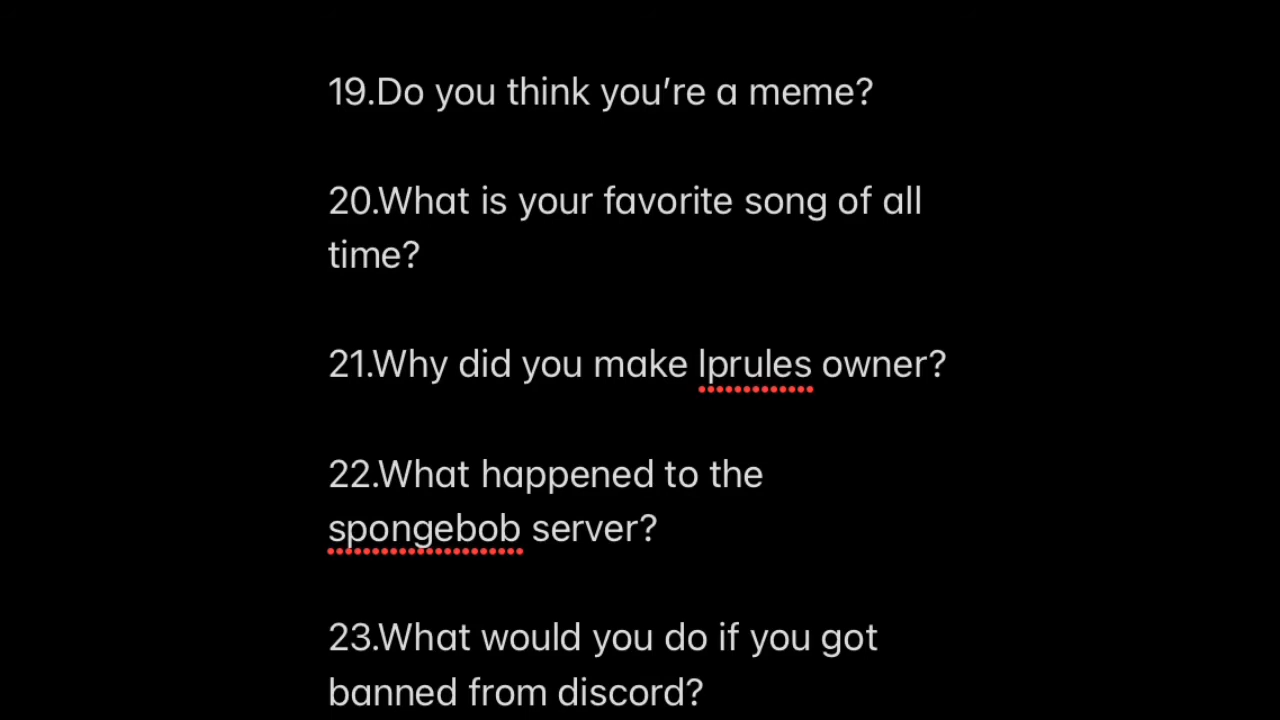 19.Do you think you’re a meme?
20.What is your favorite song of all
time?
21.Why did you make lprules owner?
22.What happened to the
spongebob server?
23.What would you do if you got
banned from discord?